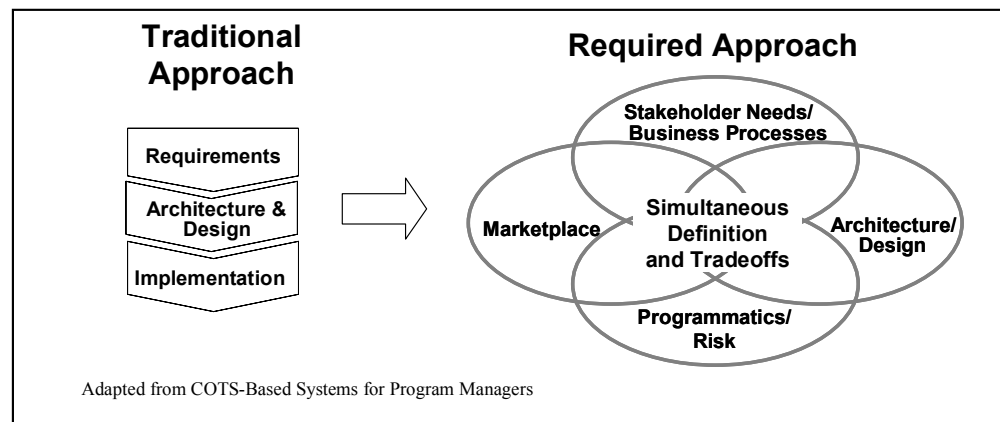 Traditional
Approach
Requirements
Architecture &
Design
Implementation
Required Approach
Stakeholder Needs/
Business Processes
Marketplace
Simultaneous
Definition
and Tradeoffs
Architecture/
Design
Programmatics/
Risk
Adapted from COTS-Based Systems for Program Managers